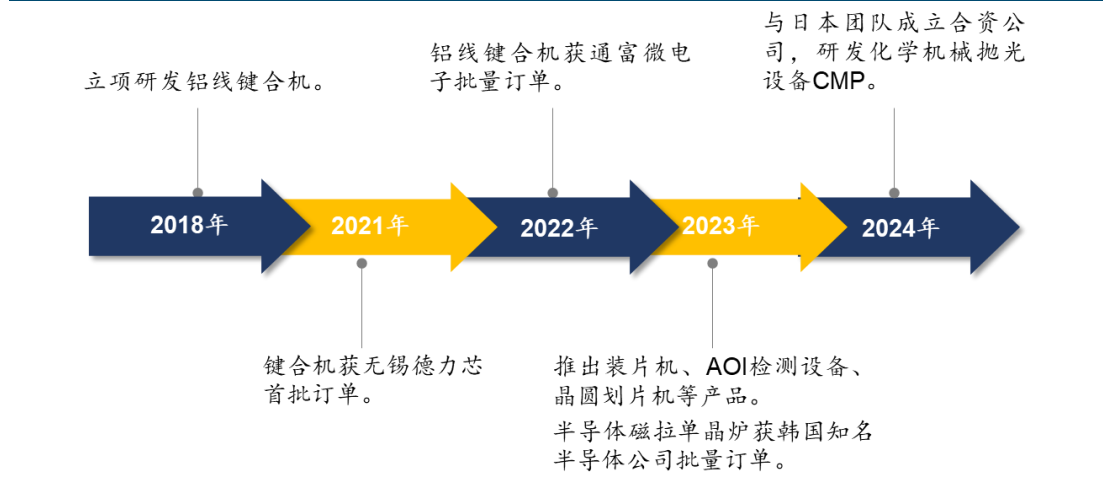 与日本团队成立合资公
司，研发化学机械抛光
设备CMP。
铝线键合机获通富微电
子批量订单。
立项研发铝线键合机。
2018年
2021年
2022年
2023年
2024年
键合机获无锡德力芯
首批订单。
推出装片机、AOI检测设备、
晶圆划片机等产品。
半导体磁拉单晶炉获韩国知名
半导体公司批量订单。